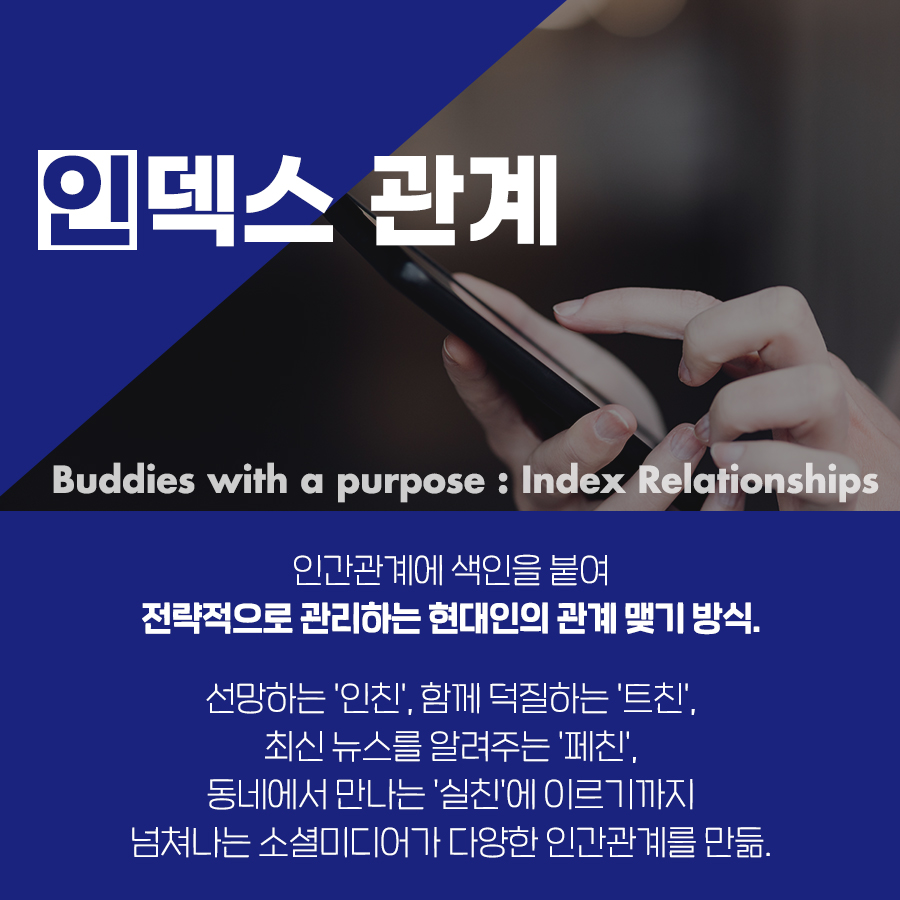 인덱스 관계
Buddies with a purpose : Index Relationships
인간관계에 색인을 붙여
전략적으로 관리하는 현대인의 관계 맺기 방식.
선망하는 '인친', 함께 덕질하는 '트친',
최신 뉴스를 알려주는 '페친',
동네에서 만나는 '실친'에 이르기까지
넘쳐나는 소셜미디어가 다양한 인간관계를 만듦.